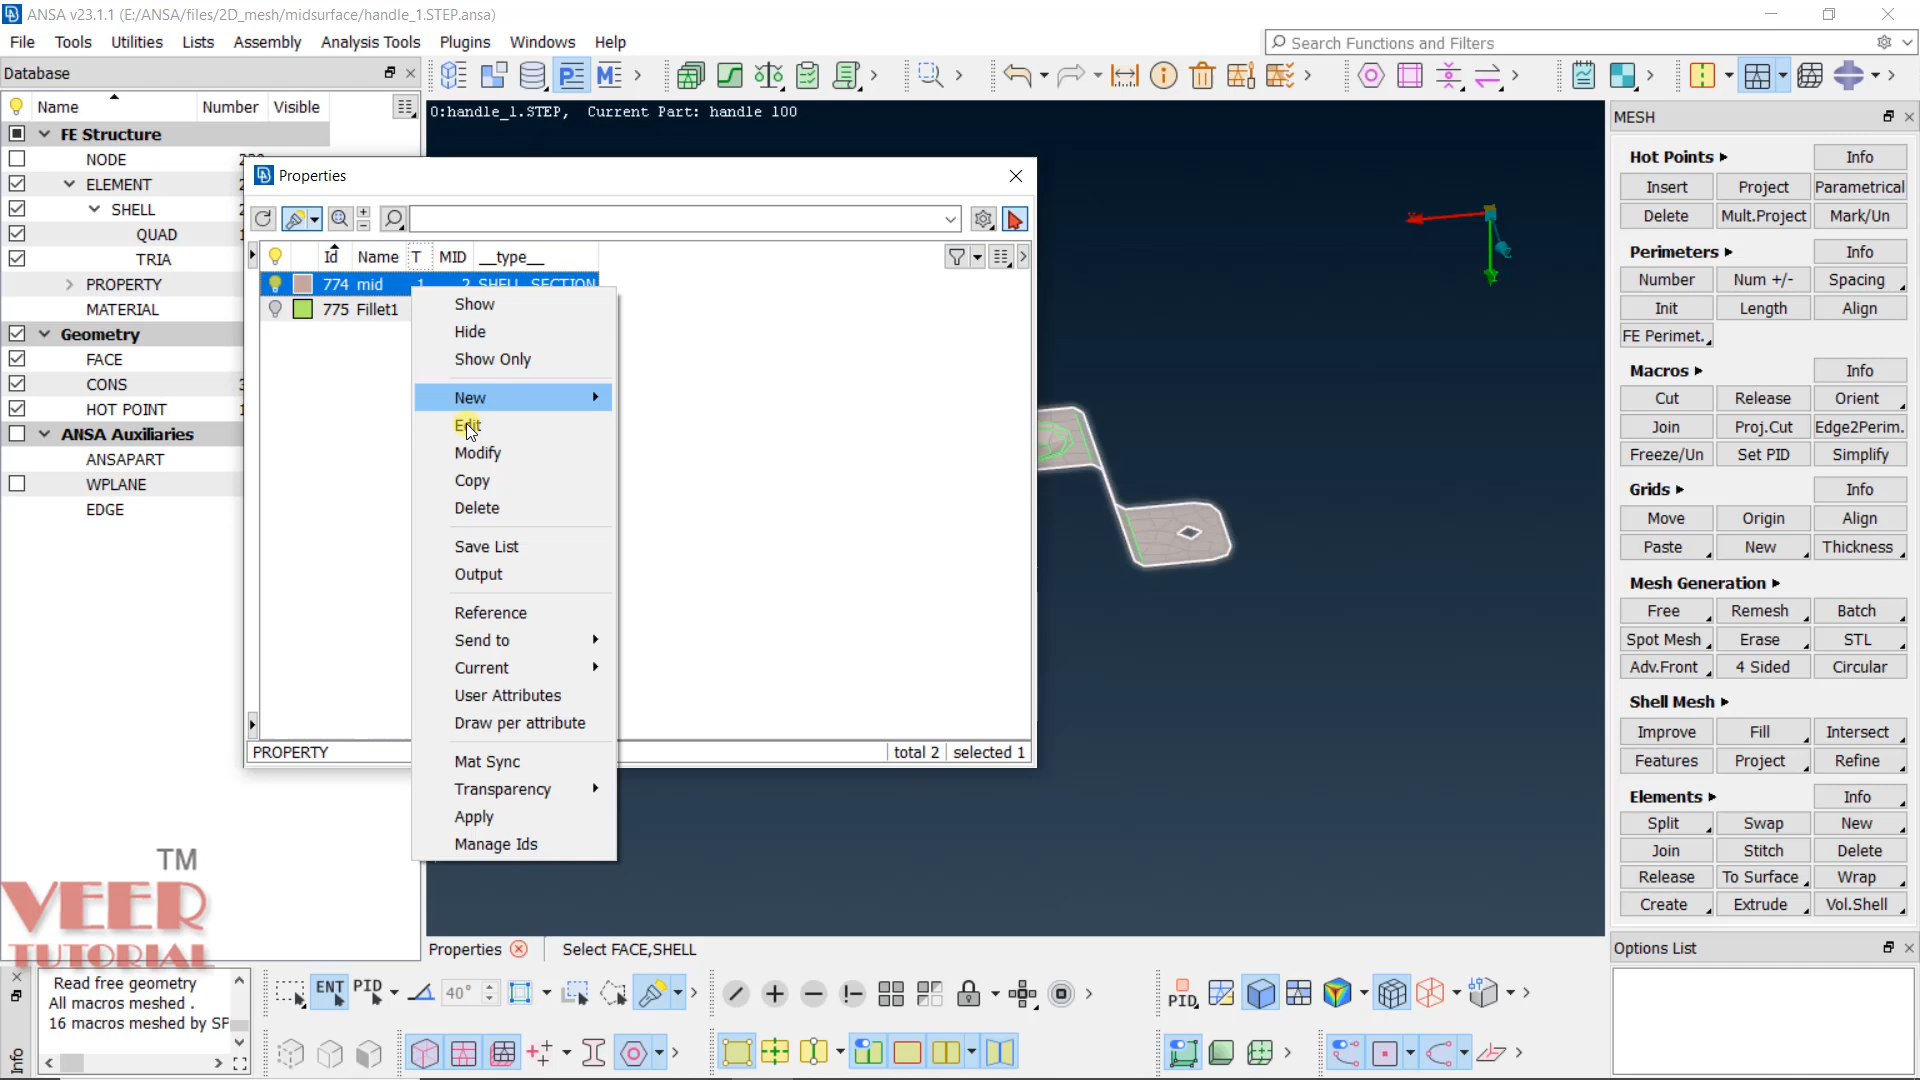 ANSA v23.1.1 (E:/ANSA/files/2D_mesh/midsurface/handle_1.STEP.ansa)
File Tools Utilities Lists Assembly Analysis Tools Plugins Windows Help
Search Functions and Filters
Database
Name Number Visible
FE Structure
NODE
ELEMENT
SHELL
QUAD
TRIA
PROPERTY
MATERIAL
Geometry
FACE
CONS
HOT POINT
ANSA Auxiliaries
ANSAPART
WPLANE
EDGE
0:handle_1.STEP, Current Part: handle 100
Properties
Id Name T MID __type__
774 mid 1 2 SHELL_SECTION
775 Fillet1
Show
Hide
Show Only
New
Edit
Modify
Copy
Delete
Save List
Output
Reference
Send to
Current
User Attributes
Draw per attribute
Mat Sync
Transparency
Apply
Manage Ids
PROPERTY
total 2 selected 1
MESH
Hot Points Info
Insert Project Parametrical
Delete Mult.Project Mark/Un
Perimeters Info
Number Num +/- Spacing
Init Length Align
FE Perimet.
Macros Info
Cut Release Orient
Join Proj.Cut Edge2Perim.
Freeze/Un Set PID Simplify
Grids Info
Move Origin Align
Paste New Thickness
Mesh Generation
Free Remesh Batch
Spot Mesh Erase STL
Adv.Front 4 Sided Circular
Shell Mesh
Improve Fill Intersect
Features Project Refine
Elements Info
Split Swap New
Join Stitch Delete
Release To Surface Wrap
Create Extrude Vol.Shell
Options List
TM
VEER
TUTORIAL
Properties Select FACE,SHELL
Info
Read free geometry
All macros meshed .
16 macros meshed by SP
ENT PID 40°
PID